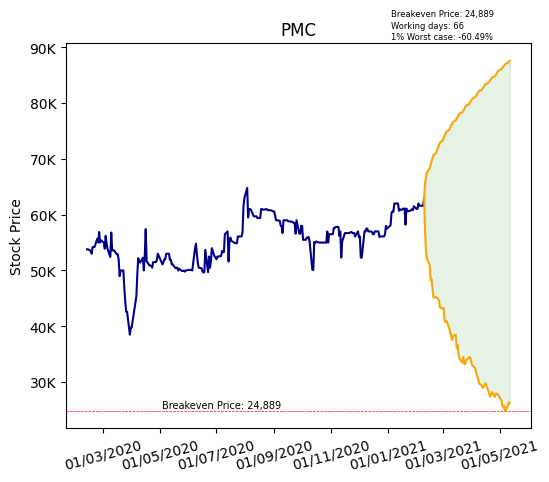 Breakeven Price: 24,889
Working days: 66
1% Worst case: -60.49%
PMC
90K
80K
70K
60K
50K
40K
30K
Stock Price
Breakeven Price: 24,889
01/03/2020 01/05/2020 01/07/2020 01/09/2020 01/11/2020 01/01/2021 01/03/2021 01/05/2021